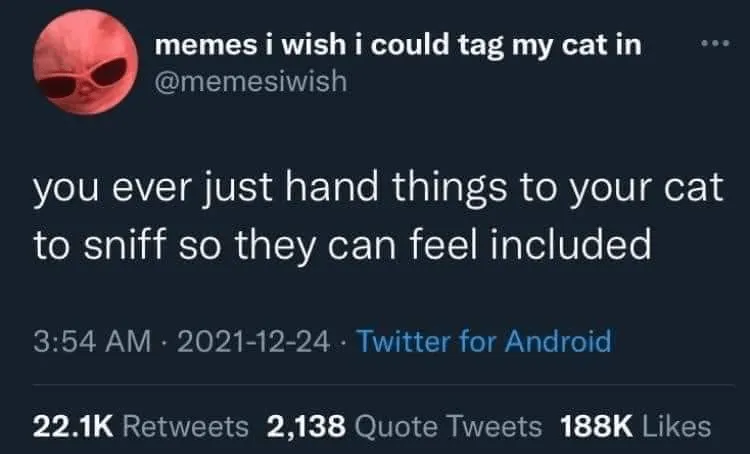 memes i wish i could tag my cat in
@memesiwish
you ever just hand things to your cat
to sniff so they can feel included
3:54 AM · 2021-12-24 · Twitter for Android
22.1K Retweets 2,138 Quote Tweets 188K Likes